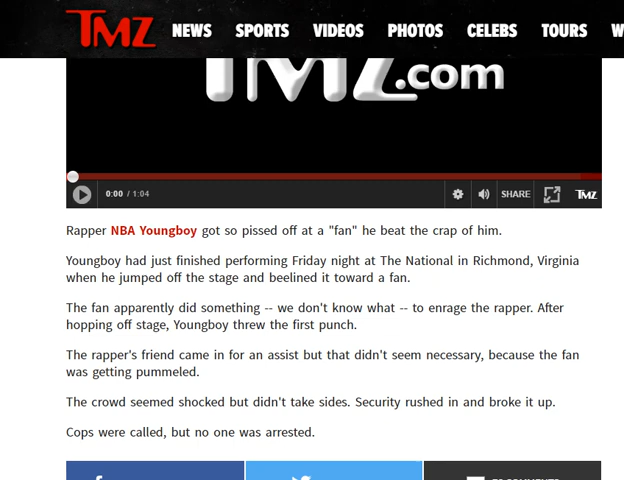 TMZ NEWS SPORTS VIDEOS PHOTOS CELEBS TOURS W
TMZ.com
0:00 / 1:04 SHARE TMZ
Rapper NBA Youngboy got so pissed off at a "fan" he beat the crap of him.
Youngboy had just finished performing Friday night at The National in Richmond, Virginia
when he jumped off the stage and beelined it toward a fan.
The fan apparently did something -- we don't know what -- to enrage the rapper. After
hopping off stage, Youngboy threw the first punch.
The rapper's friend came in for an assist but that didn't seem necessary, because the fan
was getting pummeled.
The crowd seemed shocked but didn't take sides. Security rushed in and broke it up.
Cops were called, but no one was arrested.